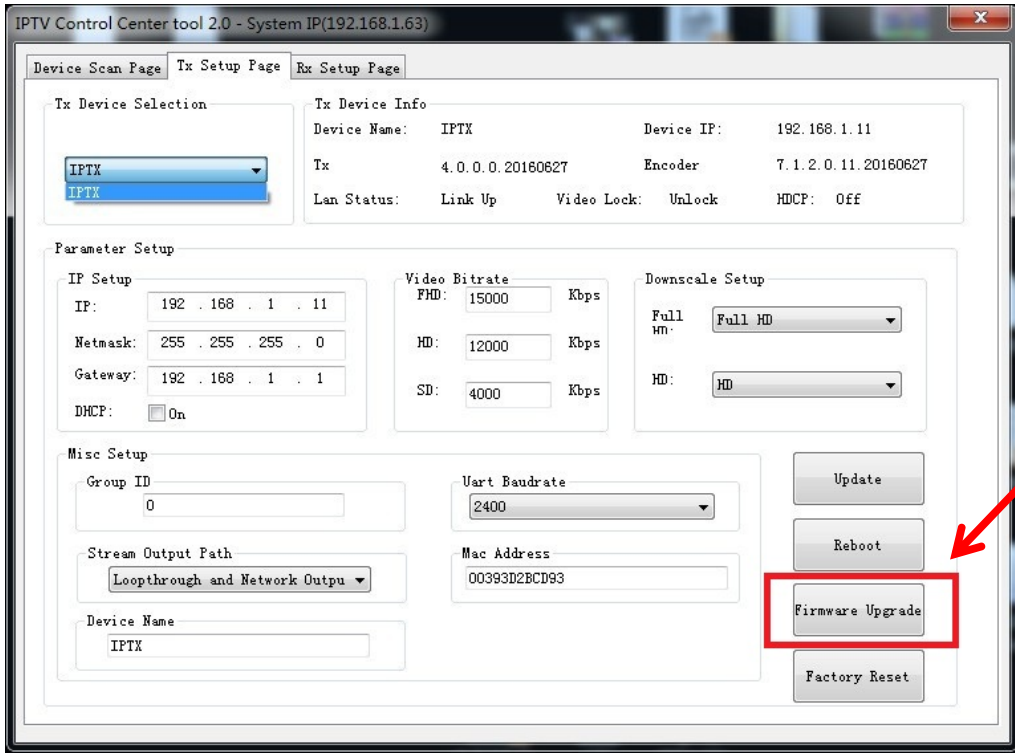 IPTV Control Center tool 2.0 - System IP(192.168.1.63)
Device Scan Page Tx Setup Page Rx Setup Page
Tx Device Selection
IPTX
IPTX
Tx Device Info
Device Name: IPTX Device IP: 192.168.1.11
Tx 4.0.0.0.20160627 Encoder 7.1.2.0.11.20160627
Lan Status: Link Up Video Lock: Unlock HDCP: Off
Parameter Setup
IP Setup
IP: 192 . 168 . 1 . 11
Netmask: 255 . 255 . 255 . 0
Gateway: 192 . 168 . 1 . 1
DHCP: On
Video Bitrate
FHD: 15000 Kbps
HD: 12000 Kbps
SD: 4000 Kbps
Downscale Setup
Full
HD: Full HD
HD: HD
Misc Setup
Group ID
0
Uart Baudrate
2400
Stream Output Path
Loopthrough and Network Outpu
Mac Address
00393D2BCD93
Device Name
IPTX
Update
Reboot
Firmware Upgrade
Factory Reset